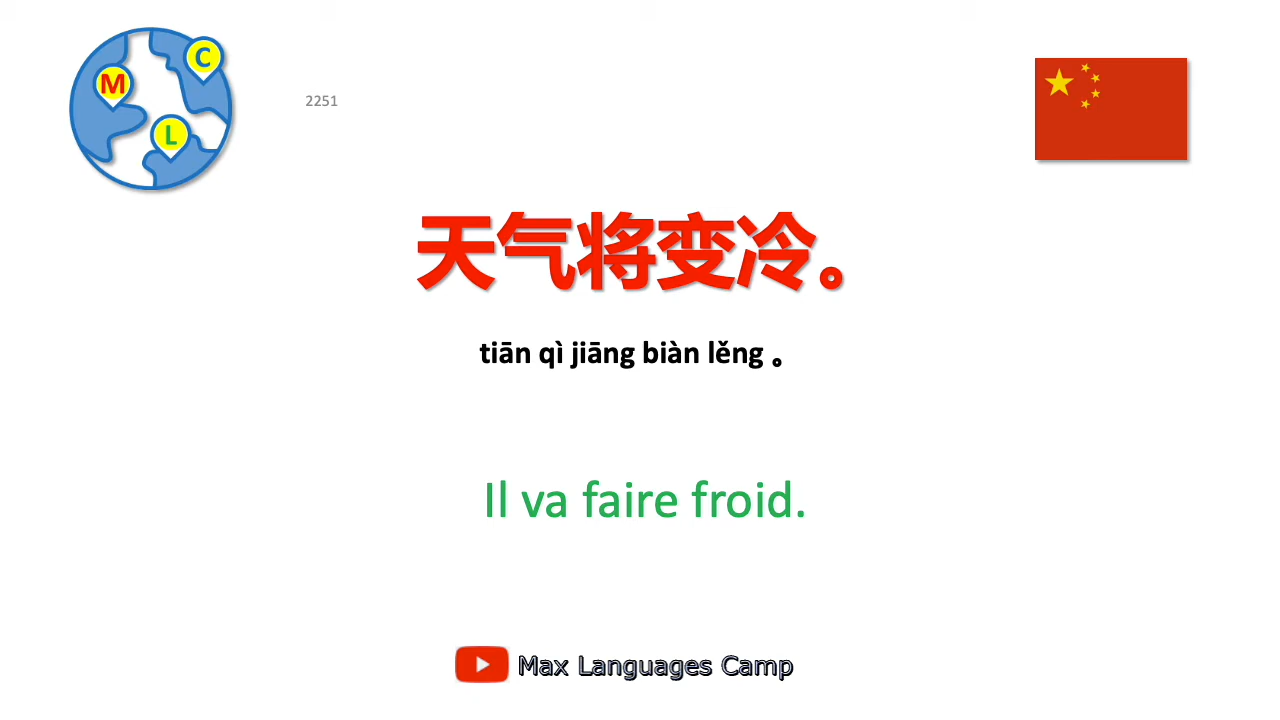 C
M
L
2251
天气将变冷。
tiān qì jiāng biàn lěng 。
Il va faire froid.
Max Languages Camp